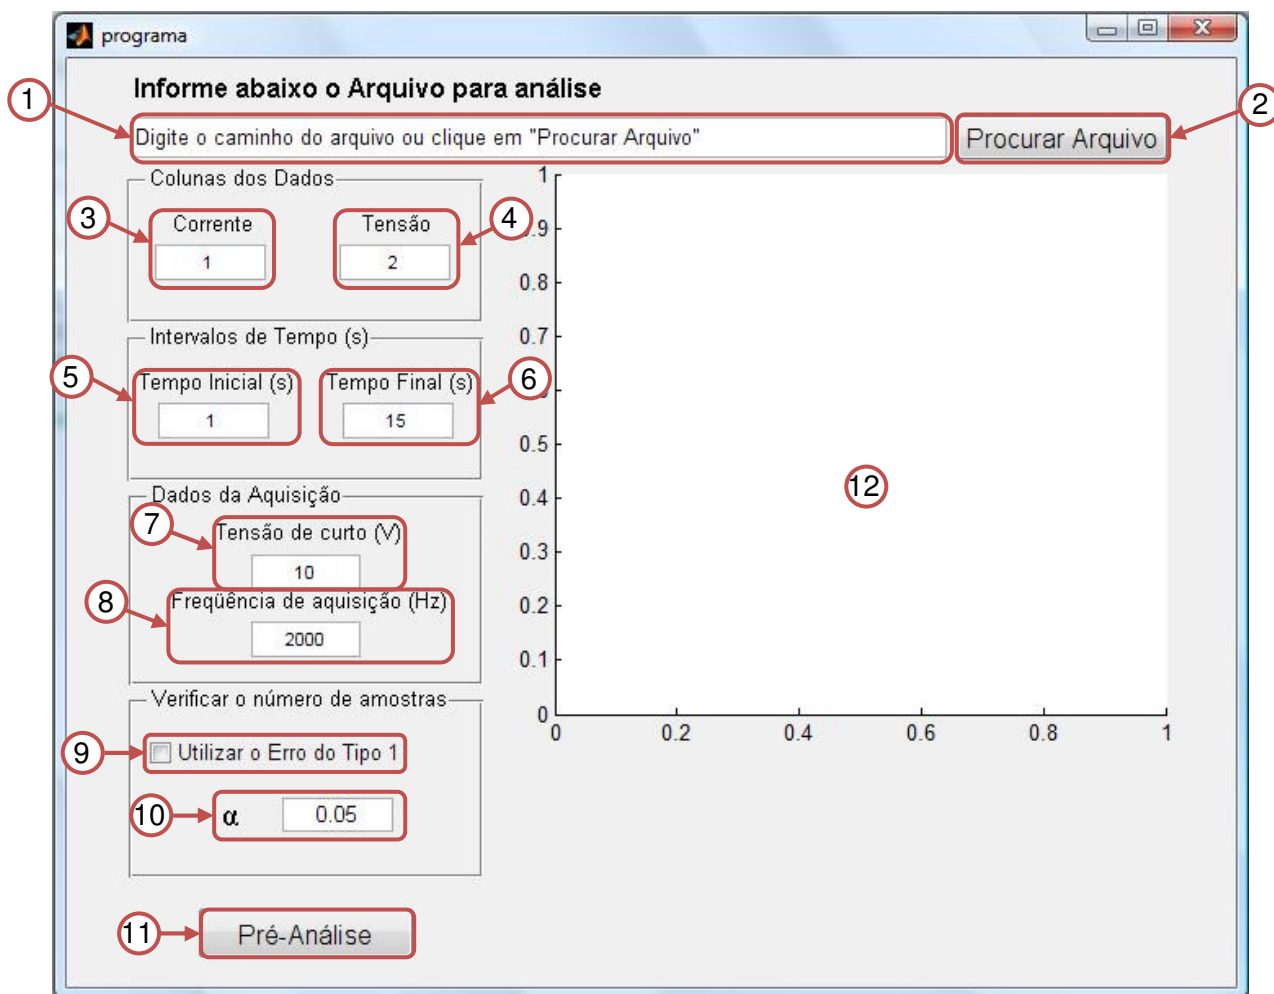 programa
Informe abaixo o Arquivo para análise
1
2
Digite o caminho do arquivo ou clique em "Procurar Arquivo"
Procurar Arquivo
Colunas dos Dados
3
Corrente
Tensão
4
1
2
Intervalos de Tempo (s)
5
Tempo Inicial (s)
Tempo Final (s)
6
1
15
Dados da Aquisição
7
Tensão de curto (V)
10
8
Freqüência de aquisição (Hz)
2000
Verificar o número de amostras
9
Utilizar o Erro do Tipo 1
10
α
0.05
11
Pré-Análise
1
.9
0.8
0.7
0.5
0.4
0.3
0.2
0.1
0
12
0
0.2
0.4
0.6
0.8
1